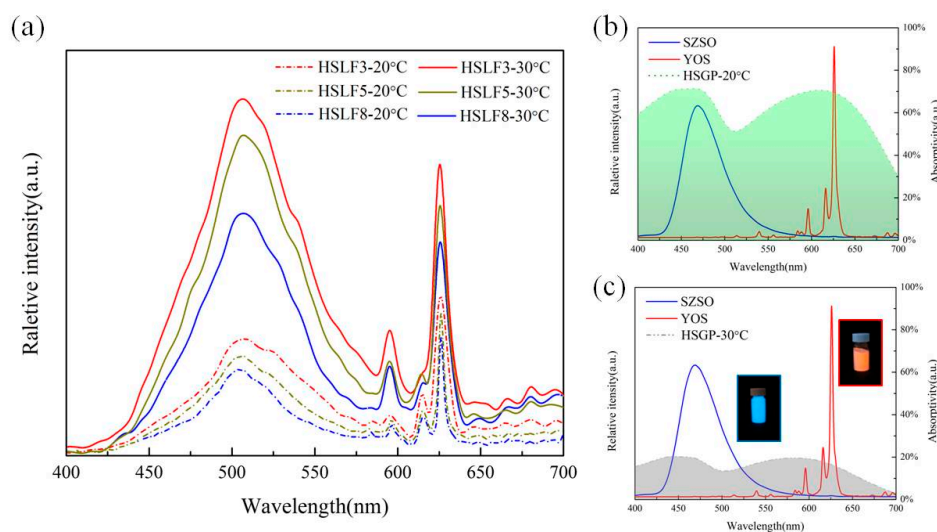 (a)
HSLF3-20°C HSLF3-30°C
HSLF5-20°C HSLF5-30°C
HSLF8-20°C HSLF8-30°C
Raletive intensity(a.u.)
400 450 500 550 600 650 700
Wavelength(nm)
(b)
SZSO
YOS
HSGP-20°C
Raletive intensity(a.u.)
100%
80%
60%
40%
20%
0%
Absorptivity(a.u.)
400 450 500 550 600 650 700
Wavelength(nm)
(c)
SZSO
YOS
HSGP-30°C
Relative itensity(a.u.)
100%
80%
60%
40%
20%
0%
Absorptivity(a.u.)
400 450 500 550 600 650 700
Wavelength(nm)